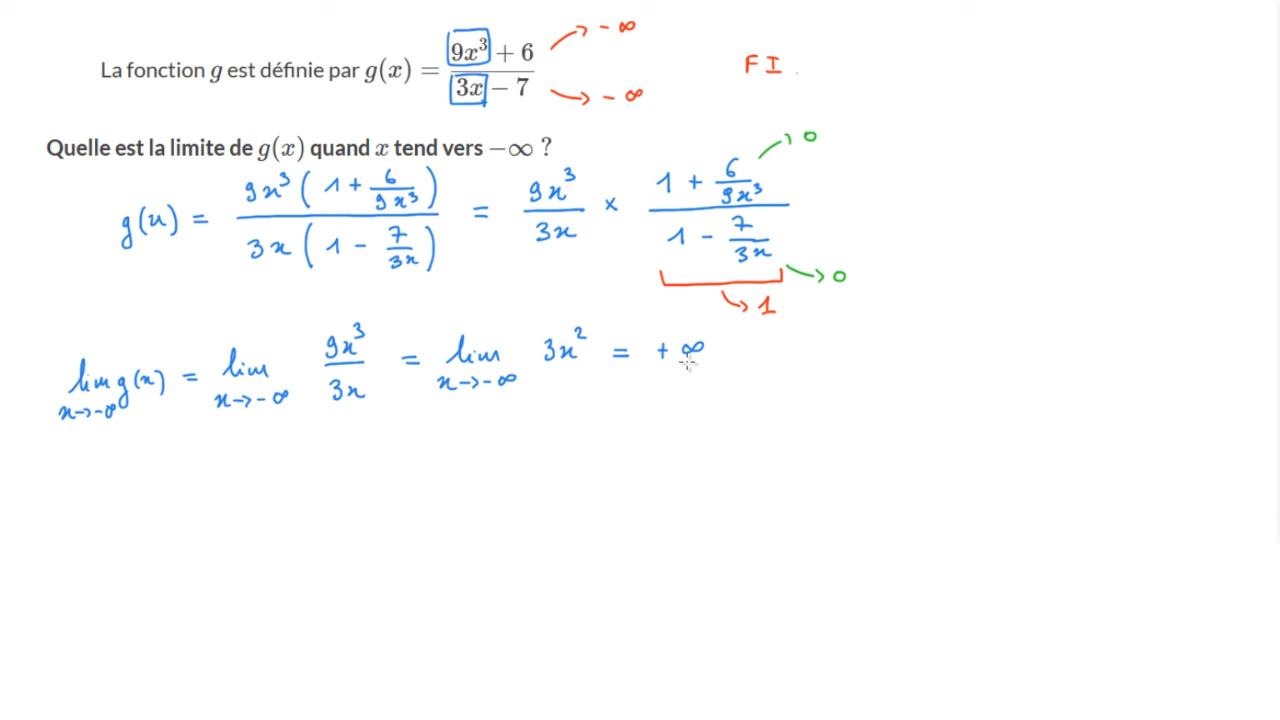 La fonction g est définie par g(x) = (9x³ + 6)/(3x − 7) → −∞ → −∞ FI
Quelle est la limite de g(x) quand x tend vers −∞ ?
g(x) = 9x³(1 + 6/9x³) / 3x(1 − 7/3x) = 9x³/3x × (1 + 6/9x³)/(1 − 7/3x) → 0 → 0
→ 1
lim x→−∞ g(x) = lim x→−∞ 9x³/3x = lim x→−∞ 3x² = +∞